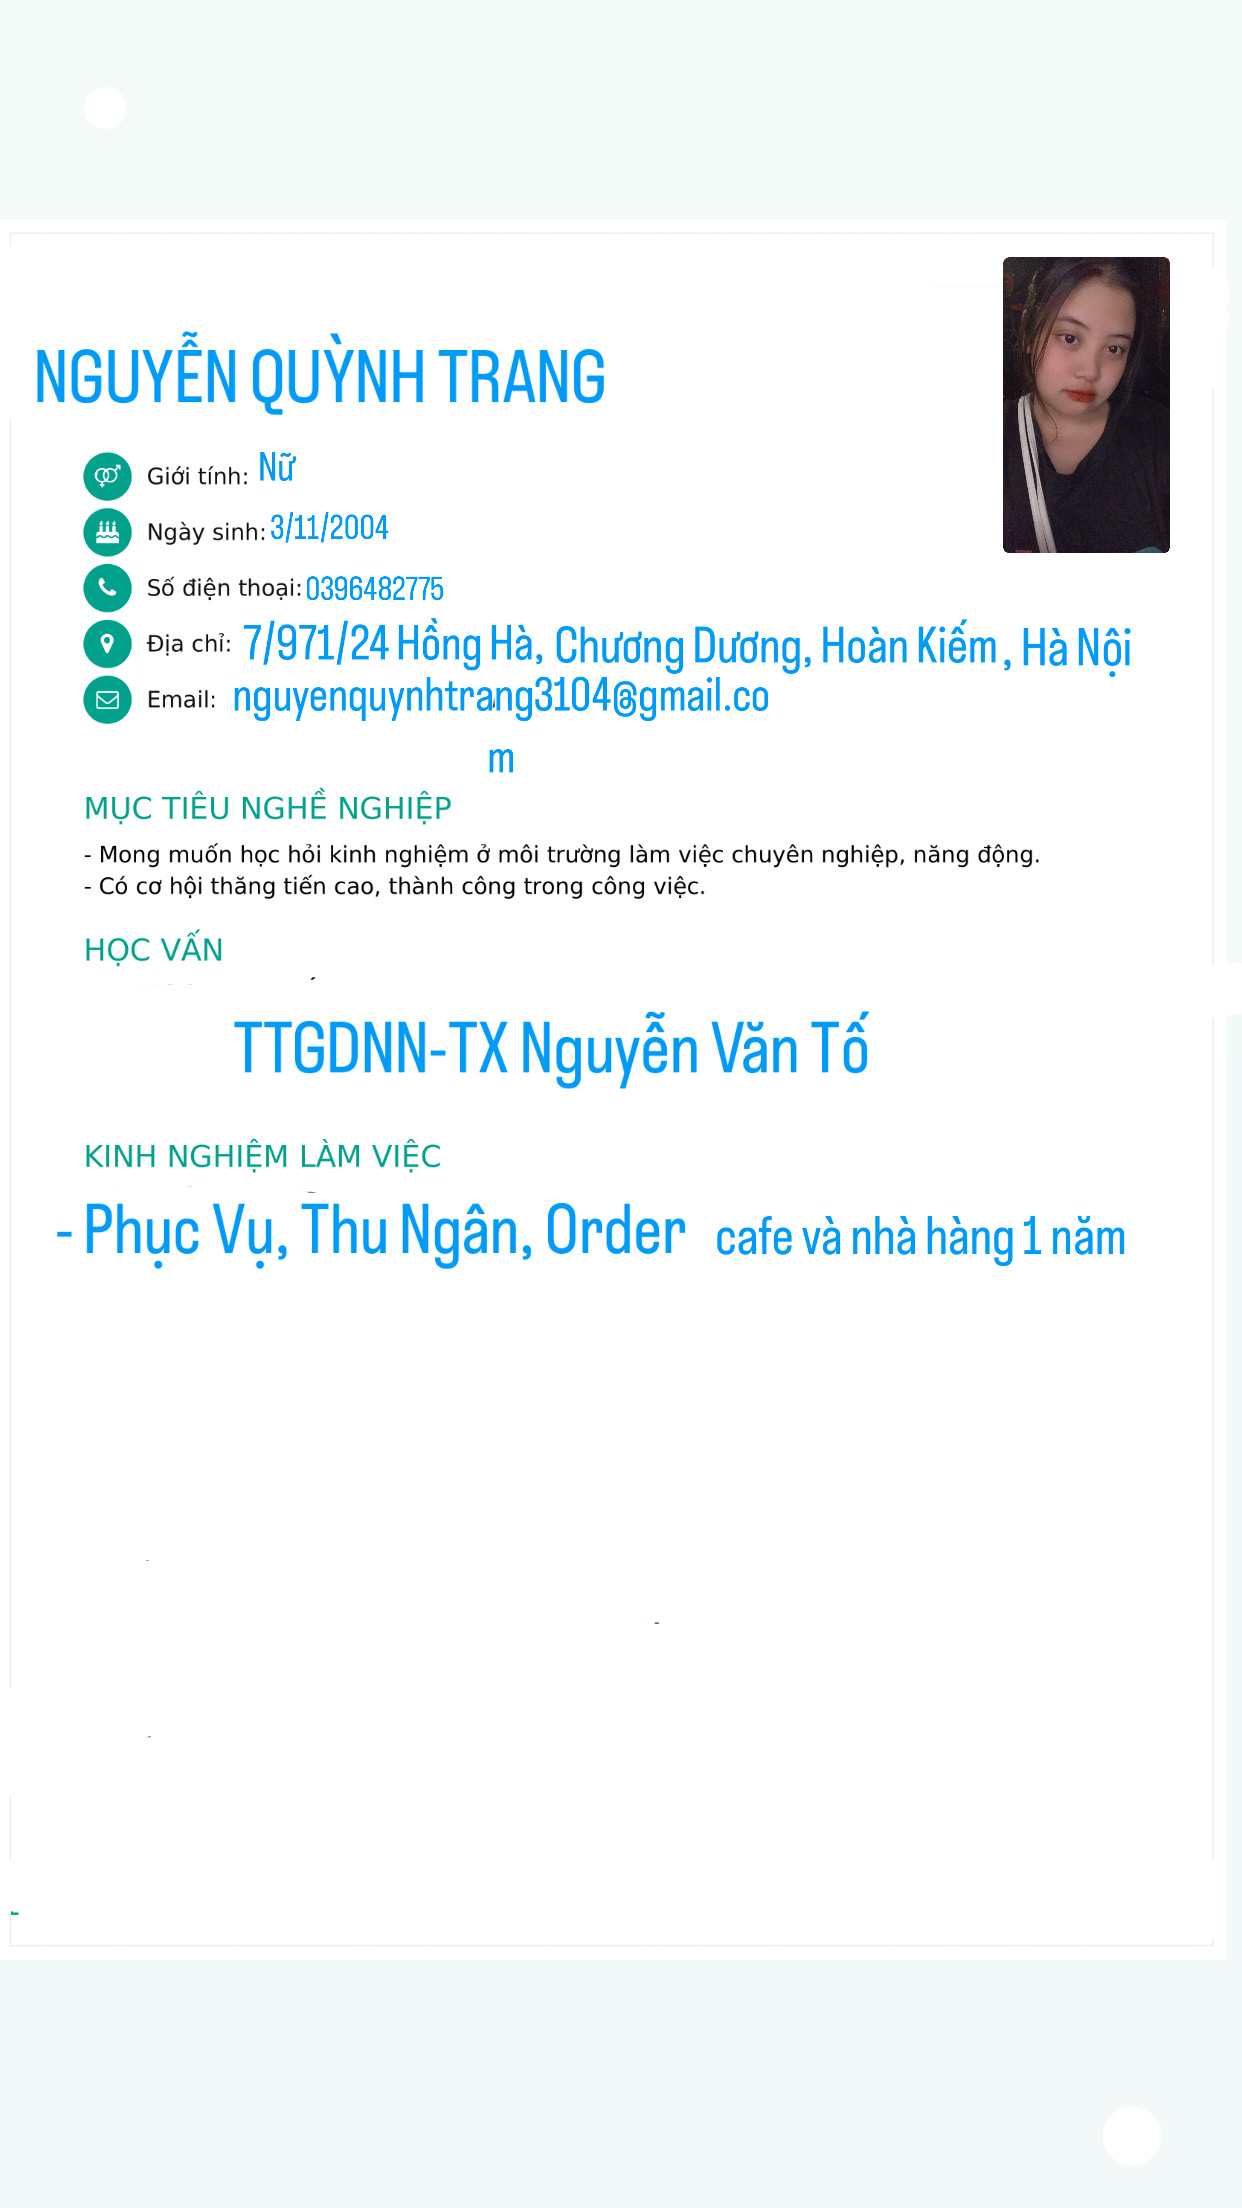 NGUYỄN QUỲNH TRANG
Giới tính: Nữ
Ngày sinh: 3/11/2004
Số điện thoại: 0396482775
Địa chỉ: 7/971/24 Hồng Hà, Chương Dương, Hoàn Kiếm, Hà Nội
Email: nguyenquynhtrang3104@gmail.co
m
MỤC TIÊU NGHỀ NGHIỆP
- Mong muốn học hỏi kinh nghiệm ở môi trường làm việc chuyên nghiệp, năng động.
- Có cơ hội thăng tiến cao, thành công trong công việc.
HỌC VẤN
TTGDNN-TX Nguyễn Văn Tố
KINH NGHIỆM LÀM VIỆC
- Phục Vụ, Thu Ngân, Order cafe và nhà hàng 1 năm